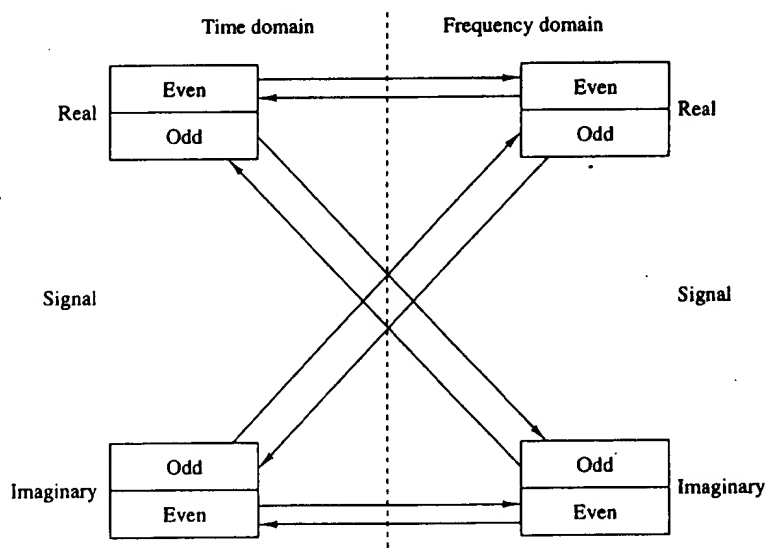 Time domain
Frequency domain
Even
Even
Real
Real
Odd
Odd
Signal
Signal
Odd
Odd
Imaginary
Imaginary
Even
Even